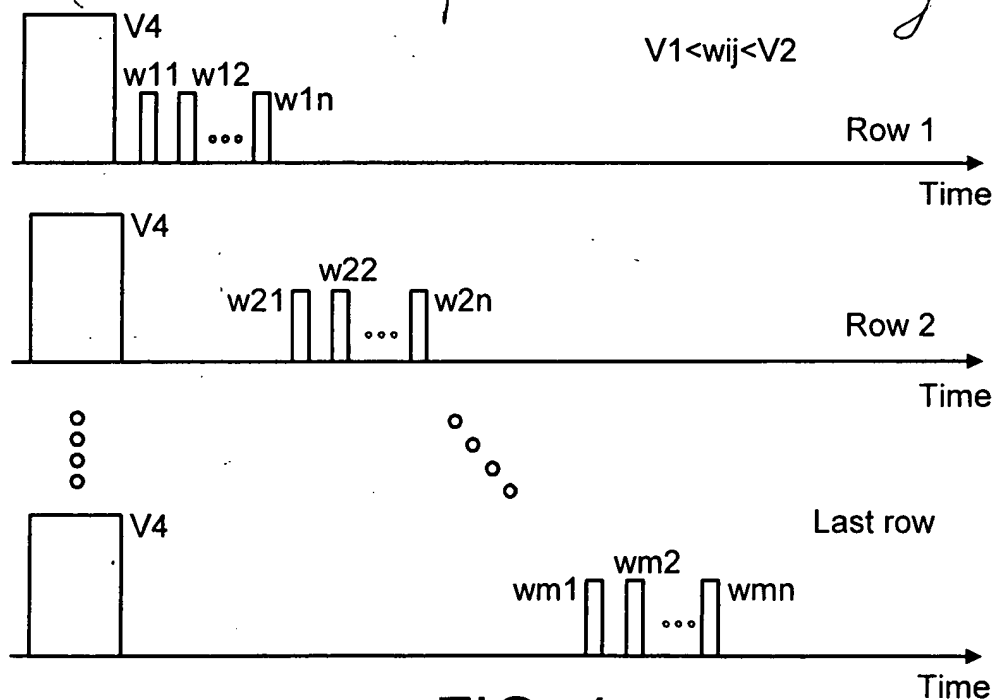 V4
V1<wij<V2
w11 w12
w1n
Row 1
Time
V4
w22
w21
w2n
Row 2
Time
V4
Last row
wm2
wm1
wmn
Time